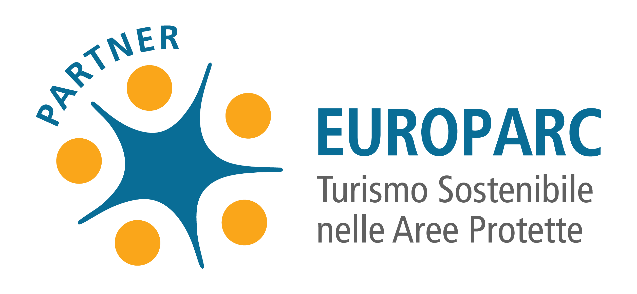 PARTNER
EUROPARC
Turismo Sostenibile
nelle Aree Protette